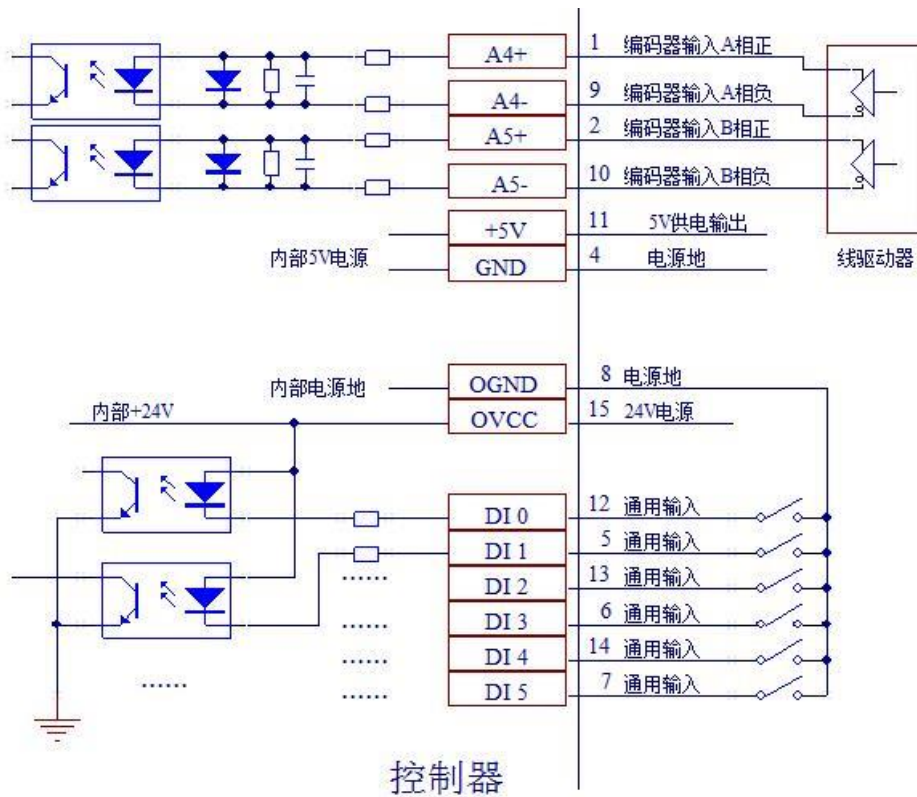 A4+ 1 编码器输入A相正
A4- 9 编码器输入A相负
A5+ 2 编码器输入B相正
A5- 10 编码器输入B相负
+5V 11 5V供电输出
内部5V电源 GND 4 电源地
线驱动器
内部电源地 OGND 8 电源地
内部+24V OVCC 15 24V电源
DI 0 12 通用输入
DI 1 5 通用输入
...... DI 2 13 通用输入
...... DI 3 6 通用输入
...... DI 4 14 通用输入
...... ...... DI 5 7 通用输入
控制器